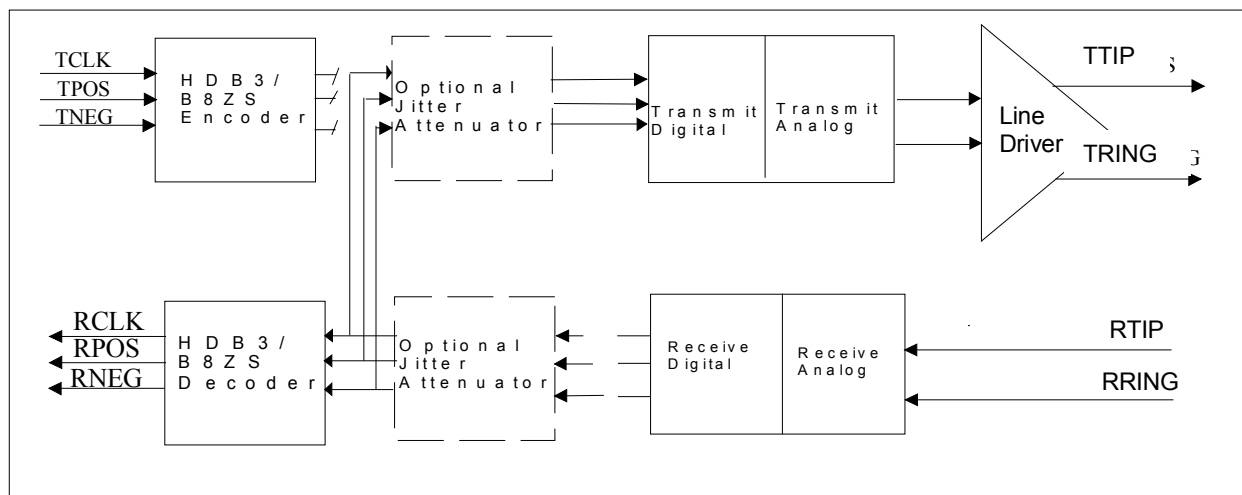 TCLK
TPOS
TNEG
HDB3/
B8ZS
Encoder
Optional
Jitter
Attenuator
Transmit
Digital
Transmit
Analog
Line
Driver
TTIP
S
TRING
G
RCLK
RPOS
RNEG
HDB3/
B8ZS
Decoder
Optional
Jitter
Attenuator
Receive
Digital
Receive
Analog
RTIP
RRING